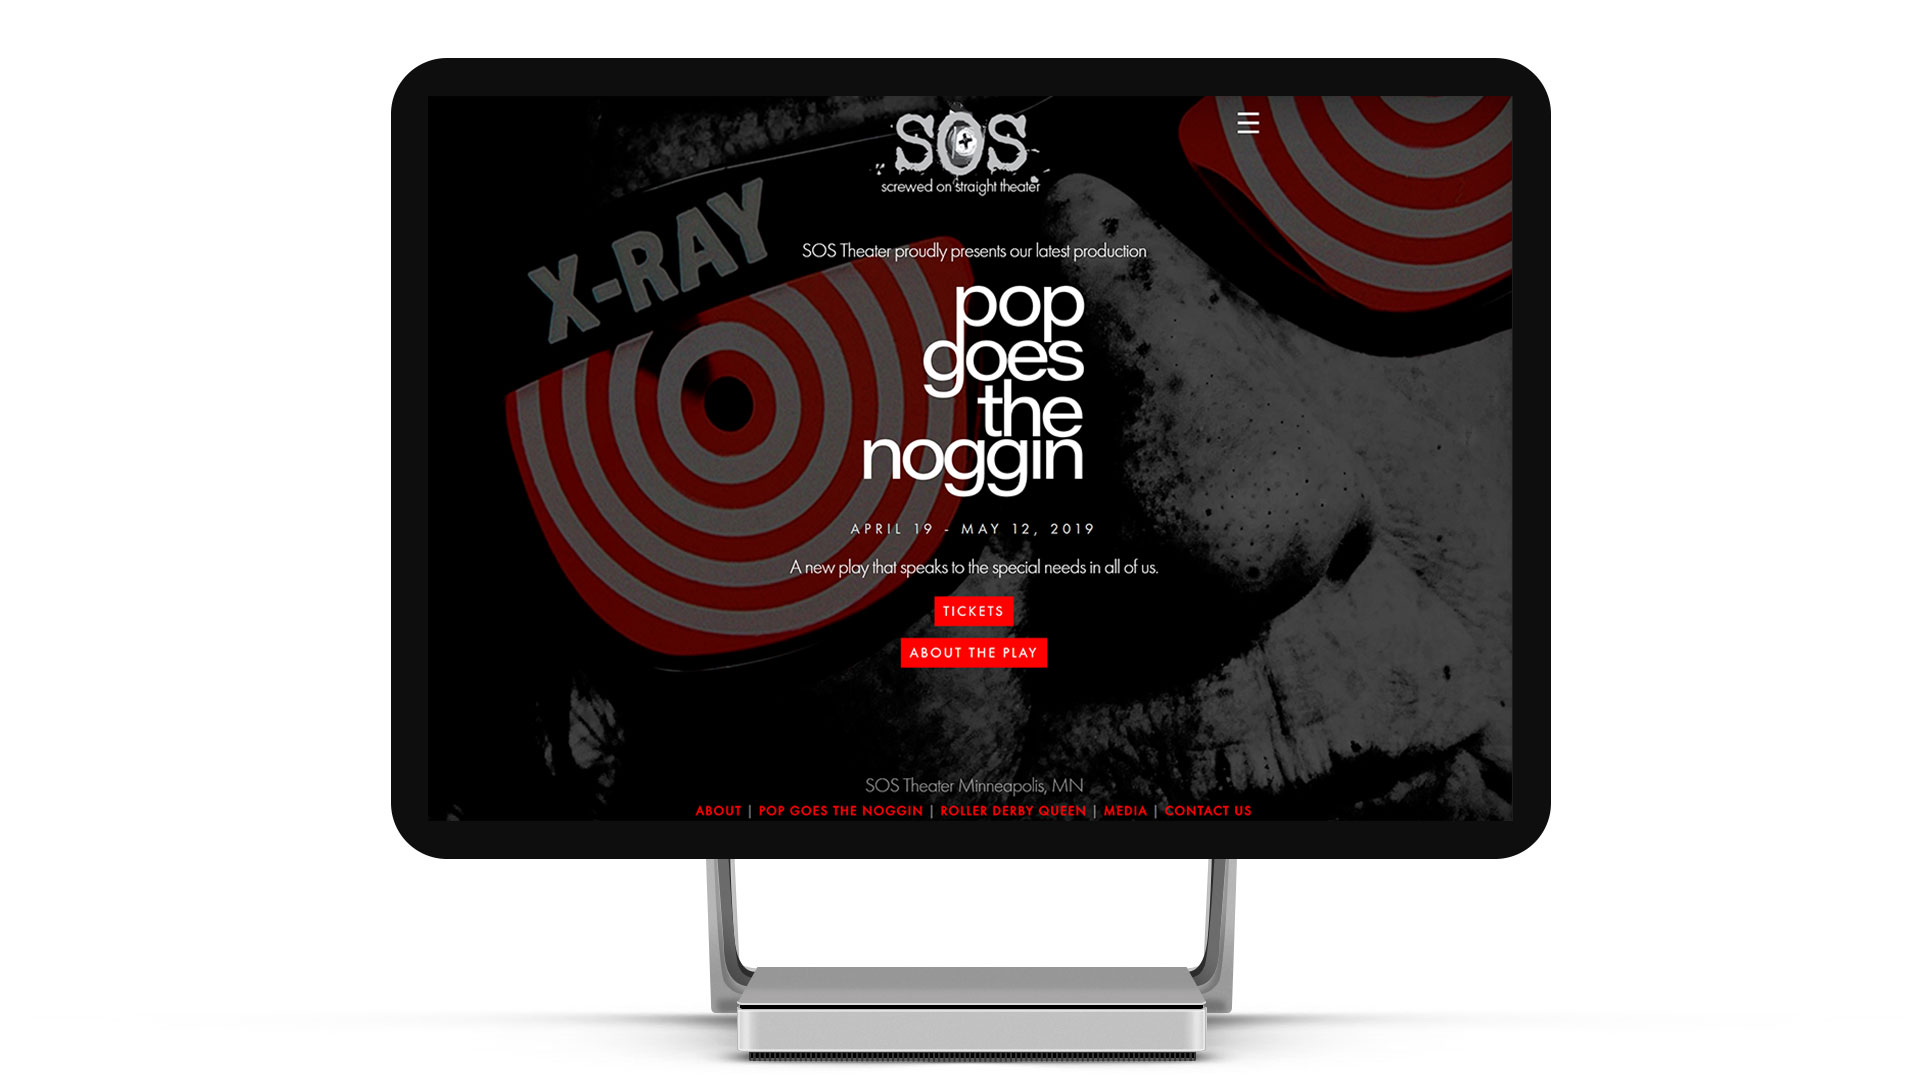 SOS
screwed on straight theater
X-RAY
SOS Theater proudly presents our latest production
pop
goes
the
noggin
APRIL 19 - MAY 12, 2019
A new play that speaks to the special needs in all of us.
TICKETS
ABOUT THE PLAY
SOS Theater Minneapolis, MN
ABOUT | POP GOES THE NOGGIN | ROLLER DERBY QUEEN | MEDIA | CONTACT US